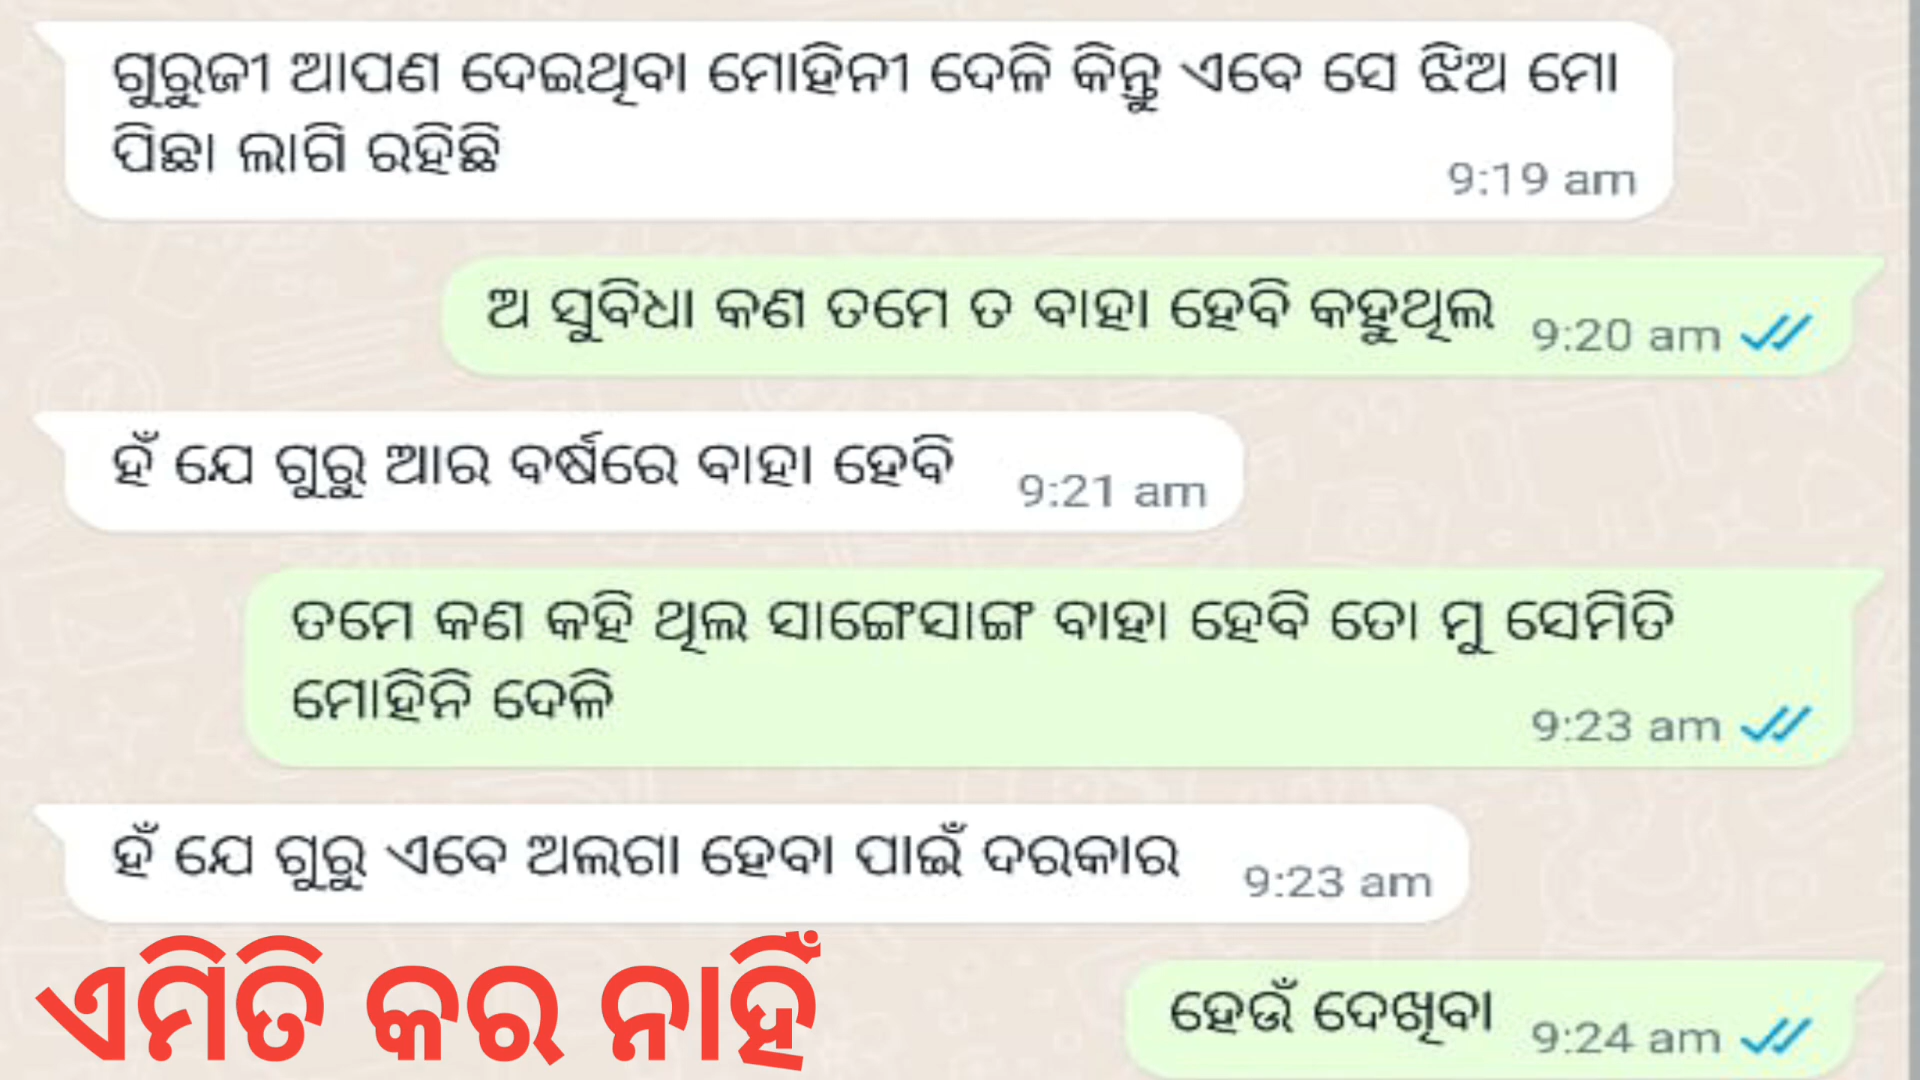 ଗୁରୁଜୀ ଆପଣ ଦେଇଥିବା ମୋହିନୀ ଦେଳି କିନ୍ତୁ ଏବେ ସେ ଝିଅ ମୋ
ପିଛା ଲାଗି ରହିଛି
9:19 am
ଅ ସୁବିଧା କଣ ତମେ ତ ବାହା ହେବି କହୁଥିଲ 9:20 am
ହଁ ଯେ ଗୁରୁ ଆର ବର୍ଷରେ ବାହା ହେବି 9:21 am
ତମେ କଣ କହି ଥିଲ ସାଙ୍ଗେସାଙ୍ଗ ବାହା ହେବି ତୋ ମୁ ସେମିତି
ମୋହିନି ଦେଳି
9:23 am
ହଁ ଯେ ଗୁରୁ ଏବେ ଅଲଗା ହେବା ପାଇଁ ଦରକାର 9:23 am
ହେଉଁ ଦେଖିବା 9:24 am
ଏମିତି କର ନାହିଁ